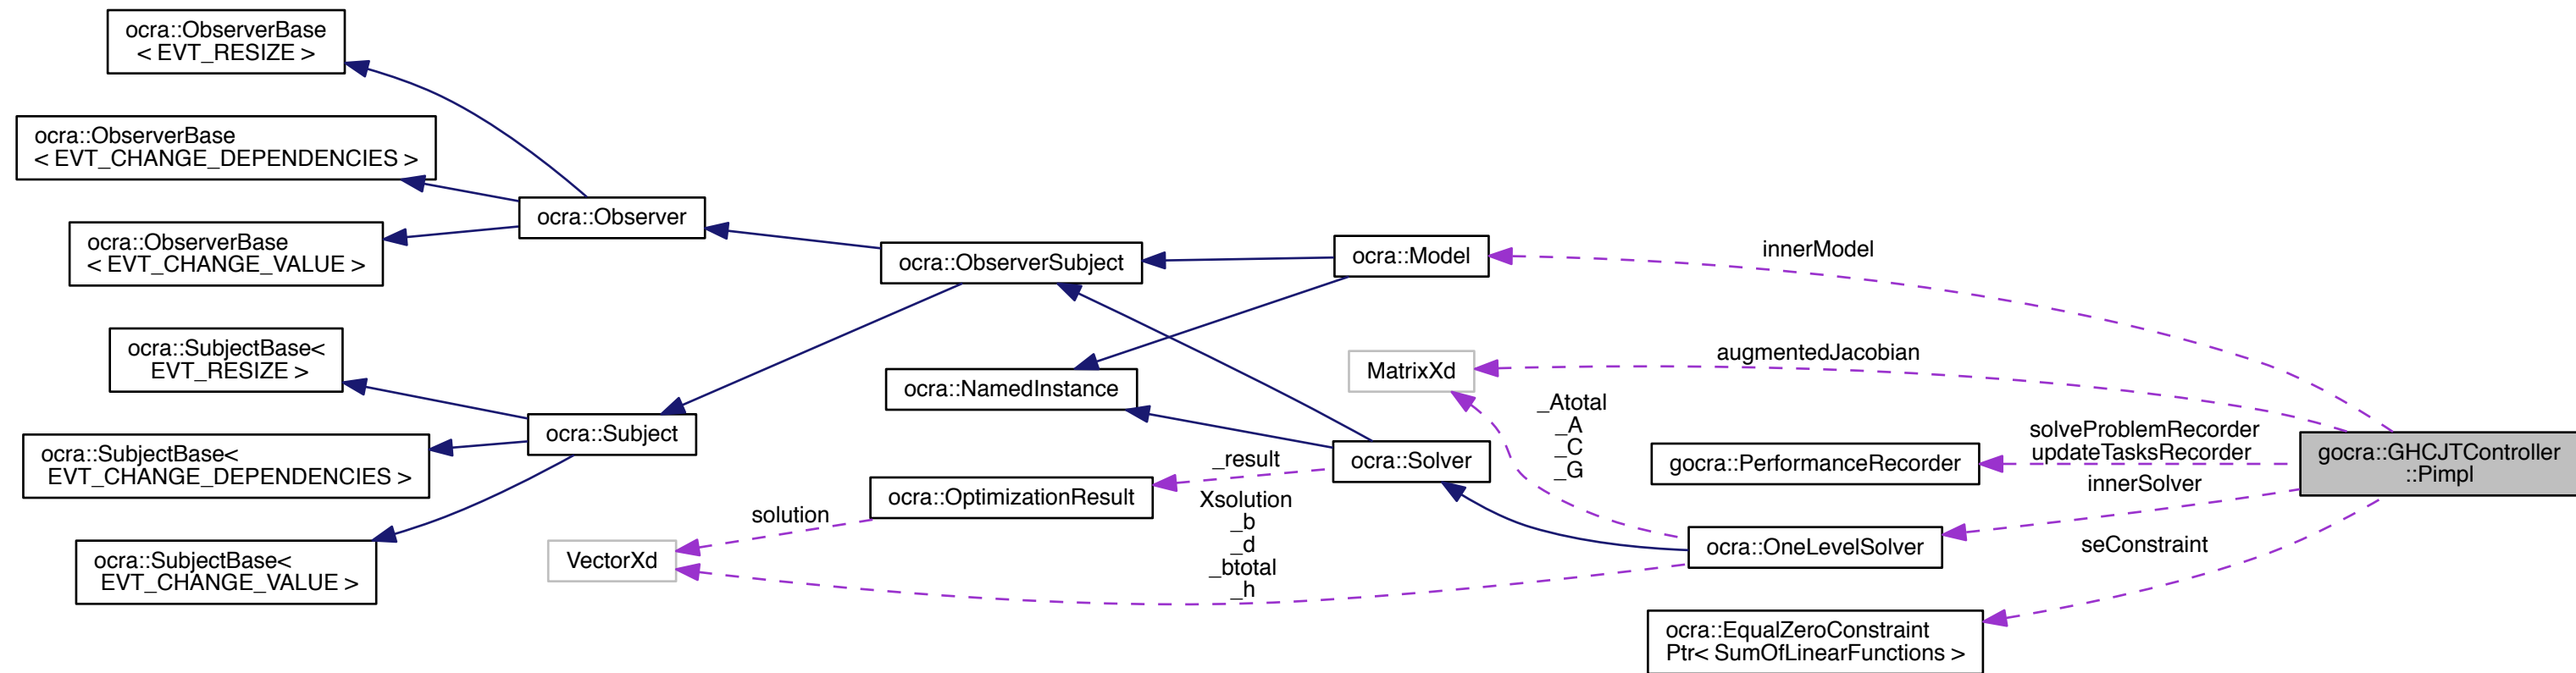 ocra::ObserverBase
< EVT_RESIZE >
ocra::ObserverBase
< EVT_CHANGE_DEPENDENCIES >
ocra::ObserverBase
< EVT_CHANGE_VALUE >
ocra::SubjectBase<
EVT_RESIZE >
ocra::SubjectBase<
EVT_CHANGE_DEPENDENCIES >
ocra::SubjectBase<
EVT_CHANGE_VALUE >
ocra::Observer
ocra::Subject
VectorXd
solution
ocra::ObserverSubject
ocra::NamedInstance
ocra::OptimizationResult
_result
Xsolution
_b
_d
_btotal
_h
ocra::Model
MatrixXd
ocra::Solver
_Atotal
_A
_C
_G
innerModel
augmentedJacobian
gocra::PerformanceRecorder
solveProblemRecorder
updateTasksRecorder
innerSolver
ocra::OneLevelSolver
seConstraint
ocra::EqualZeroConstraint
Ptr< SumOfLinearFunctions >
gocra::GHCJTController
::Pimpl